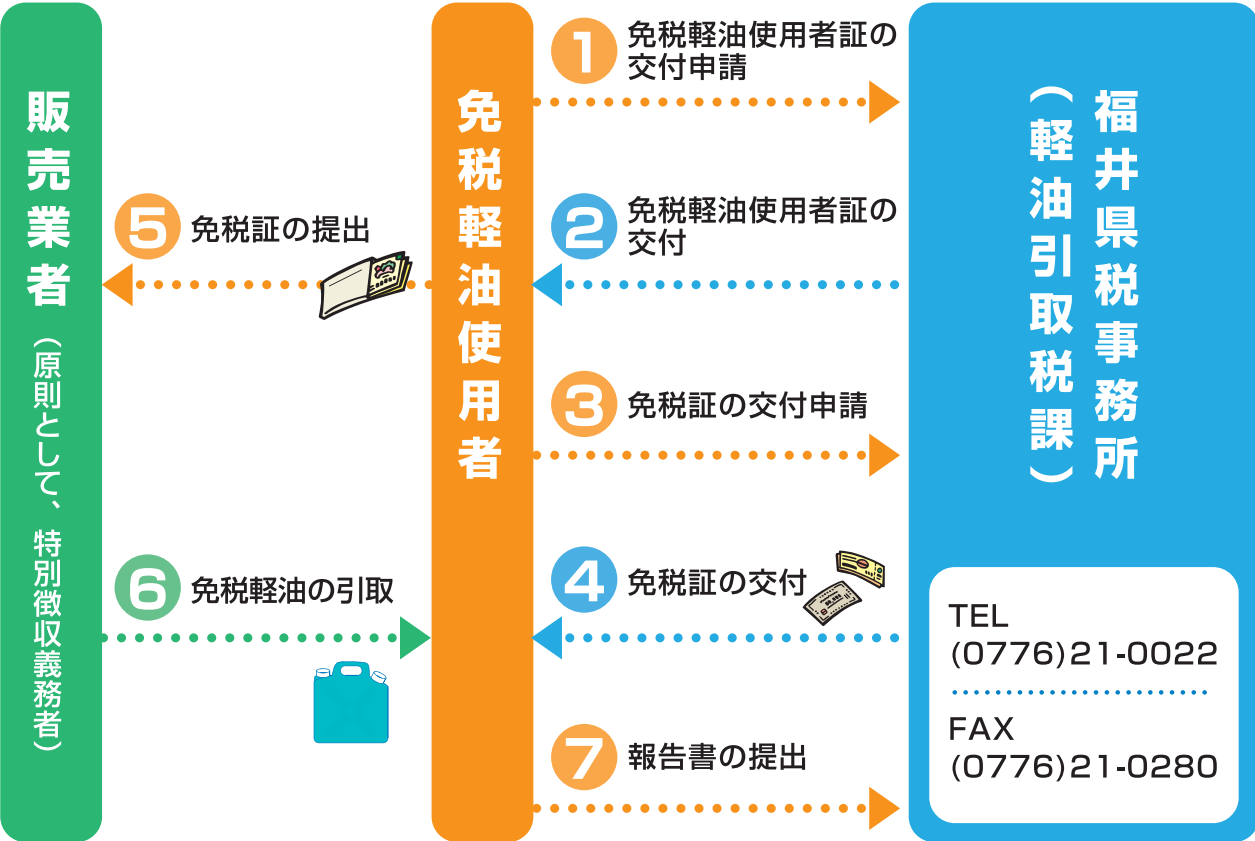 販売業者
（原則として、特別徴収義務者）
免税軽油使用者
福井県税事務所
（軽油引取税課）
1
免税軽油使用者証の
交付申請
2
免税軽油使用者証の
交付
3
免税証の交付申請
4
免税証の交付
5
免税証の提出
6
免税軽油の引取
7
報告書の提出
TEL
(0776)21-0022
FAX
(0776)21-0280